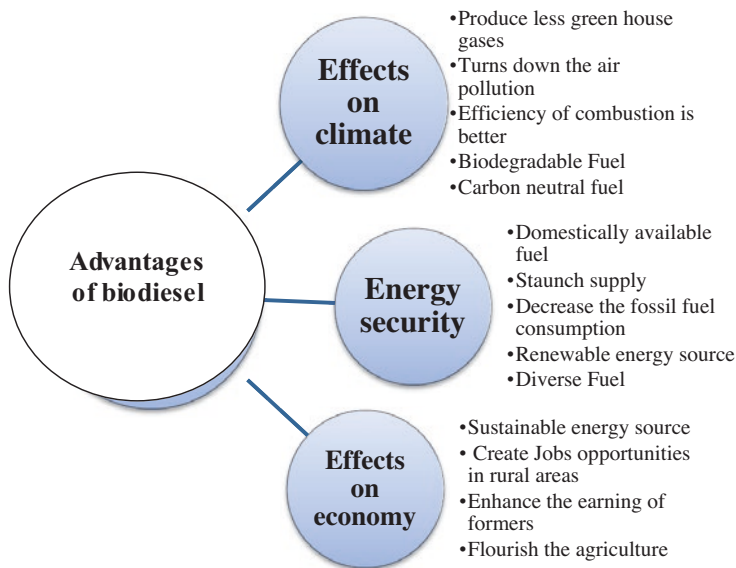 Advantages
of biodiesel
Effects
on
climate
•Produce less green house
gases
•Turns down the air
pollution
•Efficiency of combustion is
better
•Biodegradable Fuel
•Carbon neutral fuel
Energy
security
•Domestically available
fuel
•Staunch supply
•Decrease the fossil fuel
consumption
•Renewable energy source
•Diverse Fuel
Effects
on
economy
•Sustainable energy source
• Create Jobs opportunities
in rural areas
•Enhance the earning of
formers
•Flourish the agriculture